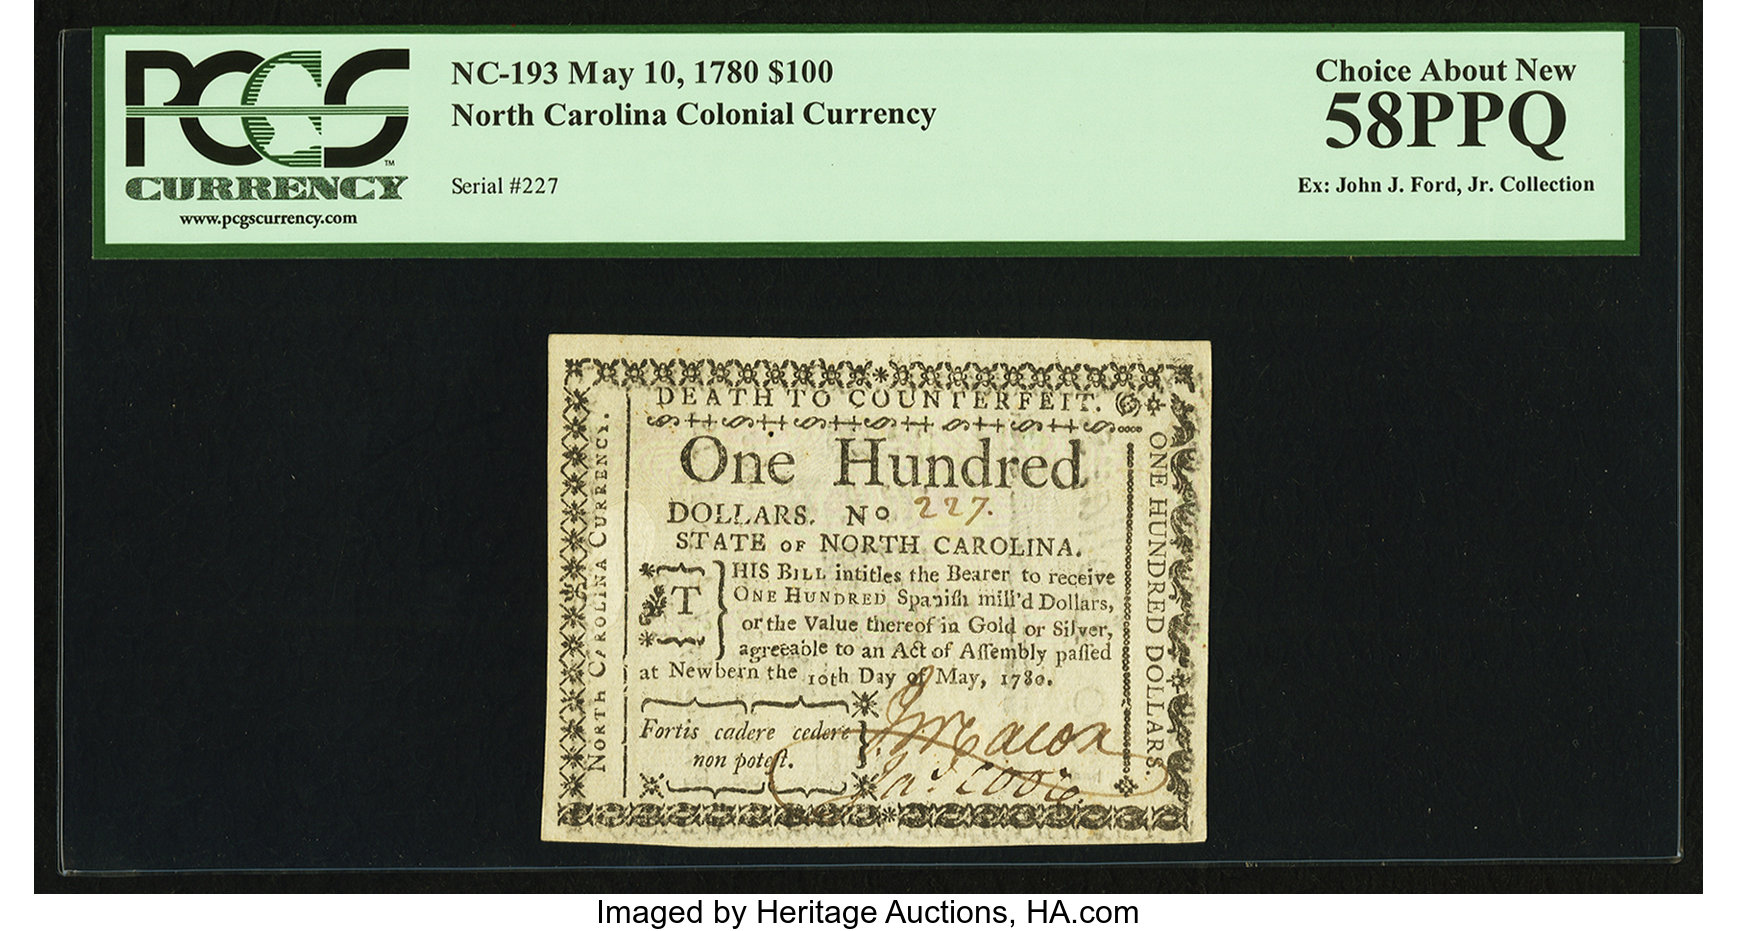 PCGS
CURRENCY
www.pcgscurrency.com
NC-193 May 10, 1780 $100
North Carolina Colonial Currency
Serial #227
Choice About New
58PPQ
Ex: John J. Ford, Jr. Collection
DEATH TO COUNTERFEIT.
One Hundred
DOLLARS. No 227.
STATE OF NORTH CAROLINA.
THIS BILL intitles the Bearer to receive
ONE HUNDRED Spaniſh mill'd Dollars,
or the Value thereof in Gold or Silver,
agreeable to an Act of Aſſembly paſſed
at Newbern the 10th Day of May, 1780.
Fortis cadere cedere
non poteſt.
J McCacon
NORTH CAROLINA CURRENCY.
ONE HUNDRED DOLLARS.
Imaged by Heritage Auctions, HA.com